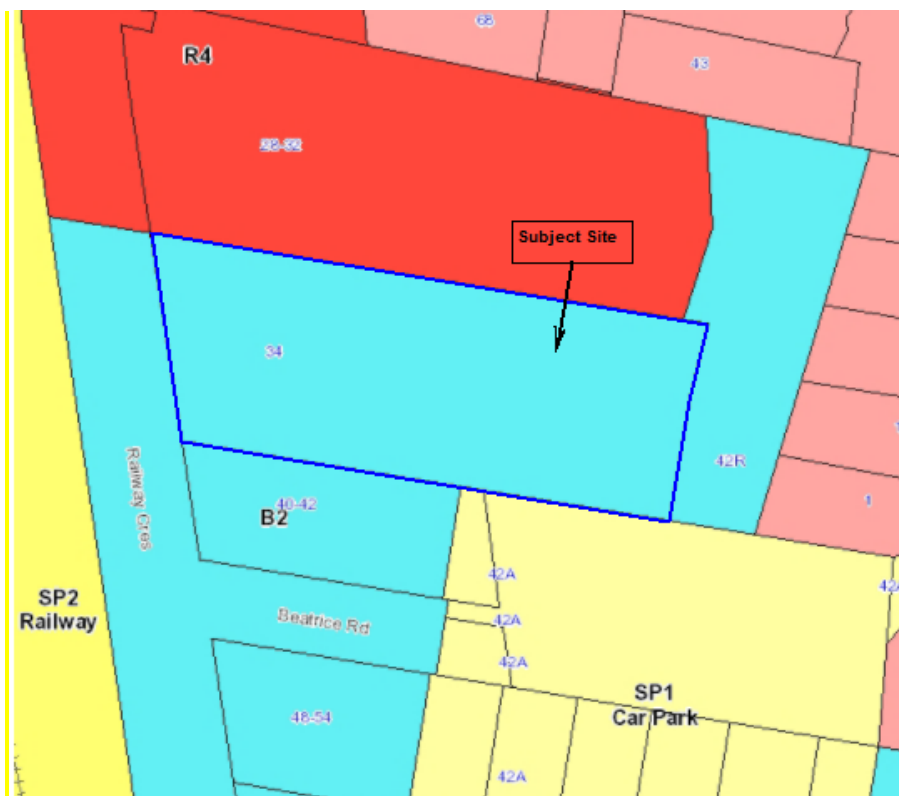 68
R4
43
28-32
Subject Site
34
42R
Railway Cres
40-42
B2
1
42A
SP2
Railway
Beatrice Rd
42A
42A
SP1
Car Park
48-54
42A